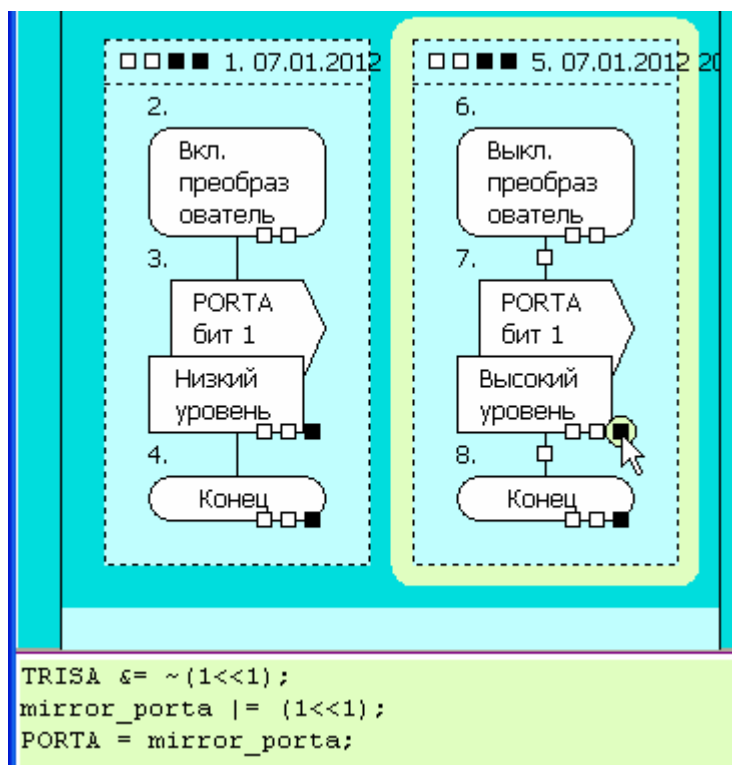 1. 07.01.2012
2.
Вкл.
преобраз
ователь
3.
PORTA
бит 1
Низкий
уровень
4.
Конец
5. 07.01.2012 20
6.
Выкл.
преобраз
ователь
7.
PORTA
бит 1
Высокий
уровень
8.
Конец
TRISA &= ~(1<<1);
mirror_porta |= (1<<1);
PORTA = mirror_porta;